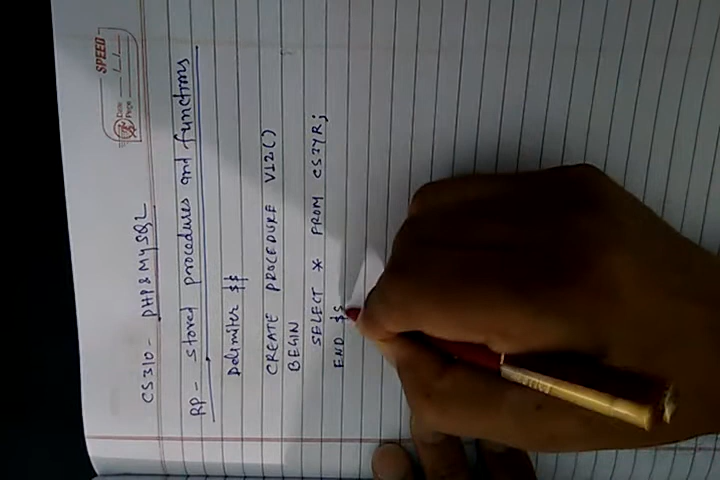 SPEED
Date
Page
CS310- PHP & MySQL
RP- stored procedures and functions
Delimiter $$
CREATE PROCEDURE V12()
BEGIN
SELECT * FROM CS2YR;
END $$